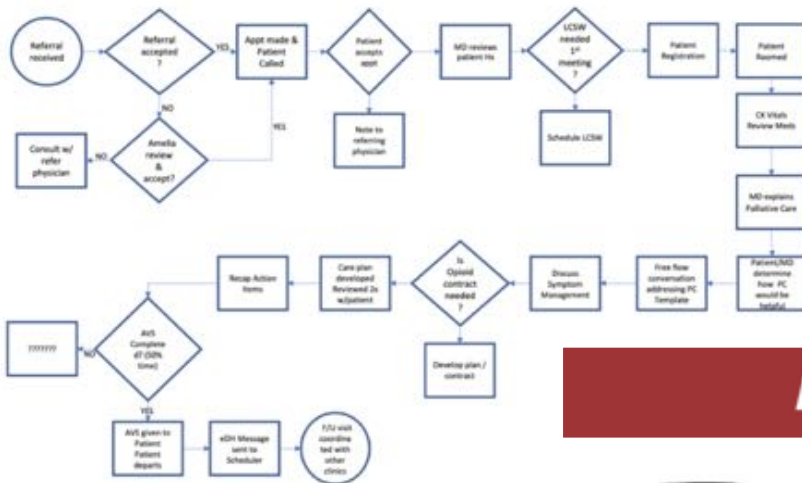 Referral
received
Referral
accepted
?
YES
Appt made &
Patient
Called
Patient
accepts
appt
MD reviews
patient Hx
LCSW
needed
1st
meeting
?
Patient
Registration
Patient
Roomed
NO
YES
Consult w/
refer
physician
NO
Amelia
review
&
accept?
Note to
referring
physician
Schedule LCSW
CK Vitals
Review Meds
MD explains
Palliative Care
Recap Action
Items
Care plan
developed
Reviewed 2x
w/patient
Is
Opioid
contract
needed
?
Discuss
Symptom
Management
Free flow
conversation
addressing PC
Template
Patient/MD
determine
how PC
would be
helpful
???????
NO
AVS
Complete
d? (50%
time)
Develop plan /
contract
YES
AVS given to
Patient
Patient
departs
eDH Message
sent to
Scheduler
F/U visit
coordina
ted with
other
clinics